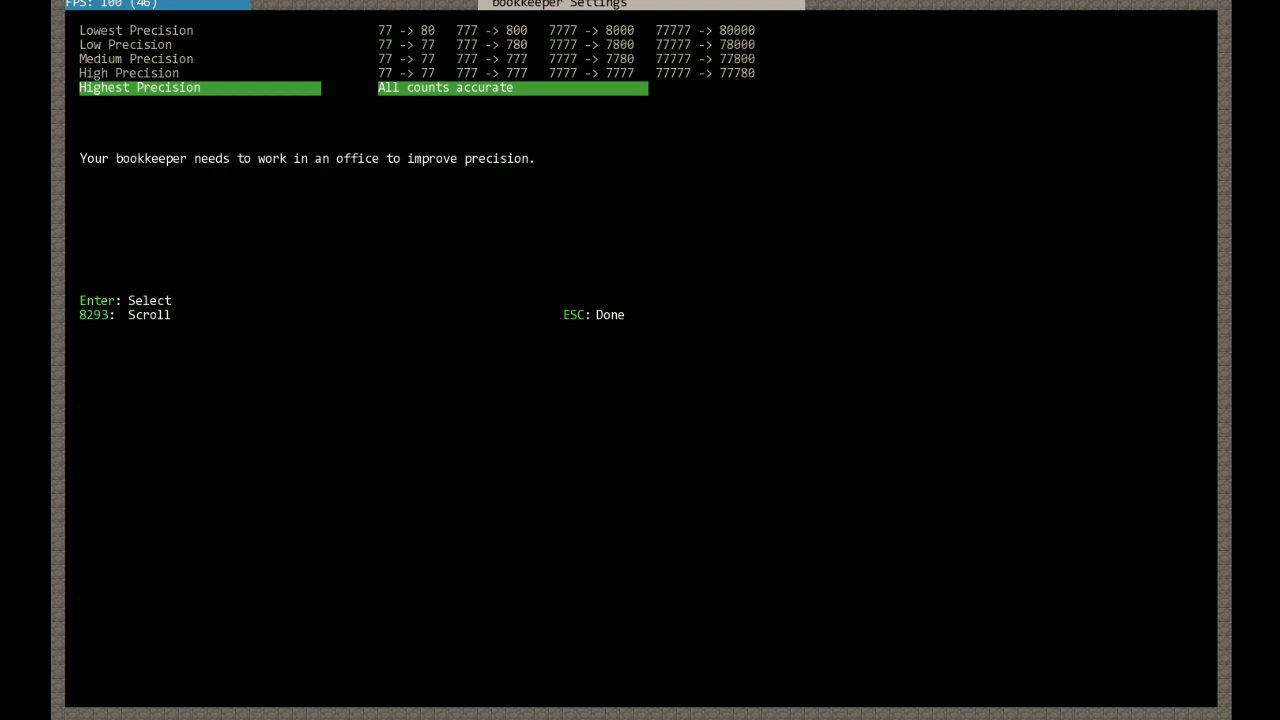 FPS: 100 (46) bookkeeper Settings
Lowest Precision 77 -> 80 777 -> 800 7777 -> 8000 77777 -> 80000
Low Precision 77 -> 77 777 -> 780 7777 -> 7800 77777 -> 78000
Medium Precision 77 -> 77 777 -> 777 7777 -> 7780 77777 -> 77800
High Precision 77 -> 77 777 -> 777 7777 -> 7777 77777 -> 77780
Highest Precision All counts accurate
Your bookkeeper needs to work in an office to improve precision.
Enter: Select
8293: Scroll ESC: Done